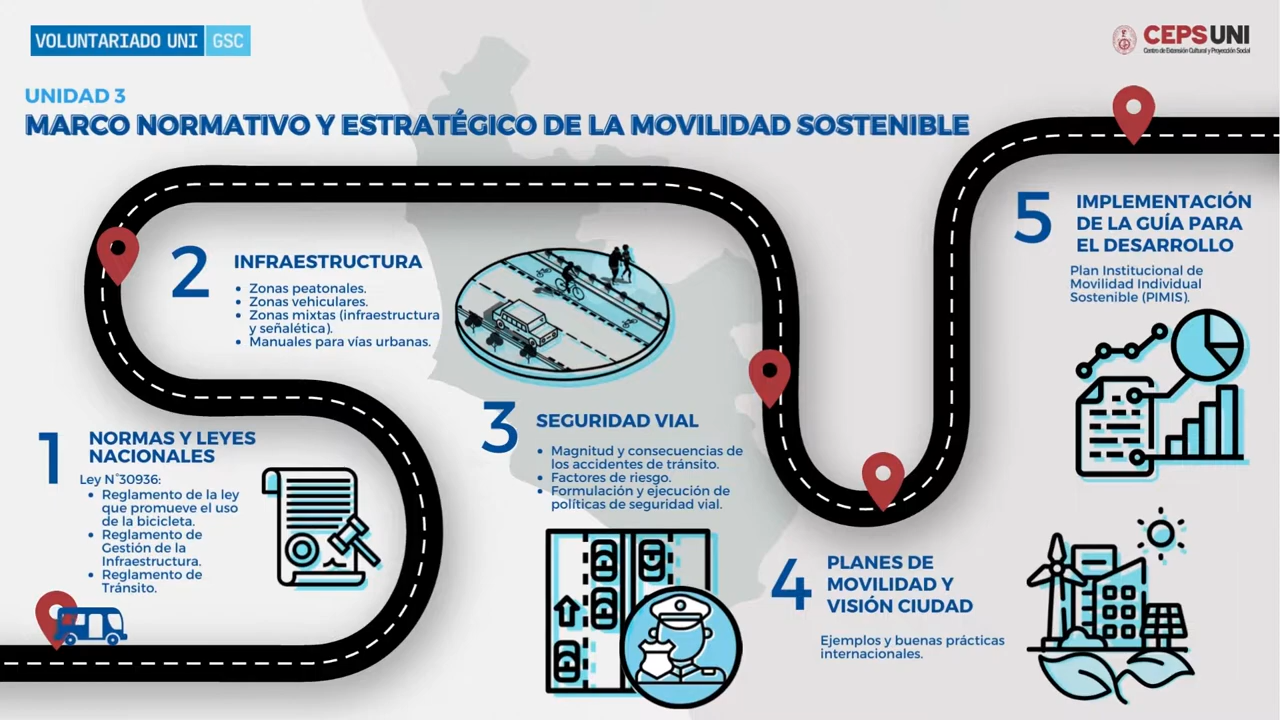 VOLUNTARIADO UNI GSC
CEPS UNI
Centro de Extensión Cultural y Proyección Social
UNIDAD 3
MARCO NORMATIVO Y ESTRATÉGICO DE LA MOVILIDAD SOSTENIBLE
1
NORMAS Y LEYES
NACIONALES
Ley N°30936:
• Reglamento de la ley
que promueve el uso
de la bicicleta.
• Reglamento de
Gestión de la
Infraestructura.
• Reglamento de
Tránsito.
2
INFRAESTRUCTURA
• Zonas peatonales.
• Zonas vehiculares.
• Zonas mixtas (infraestructura
y señalética).
• Manuales para vías urbanas.
3
SEGURIDAD VIAL
• Magnitud y consecuencias de
los accidentes de tránsito.
• Factores de riesgo.
• Formulación y ejecución de
políticas de seguridad vial.
4
PLANES DE
MOVILIDAD Y
VISIÓN CIUDAD
Ejemplos y buenas prácticas
internacionales.
5
IMPLEMENTACIÓN
DE LA GUÍA PARA
EL DESARROLLO
Plan Institucional de
Movilidad Individual
Sostenible (PIMIS).